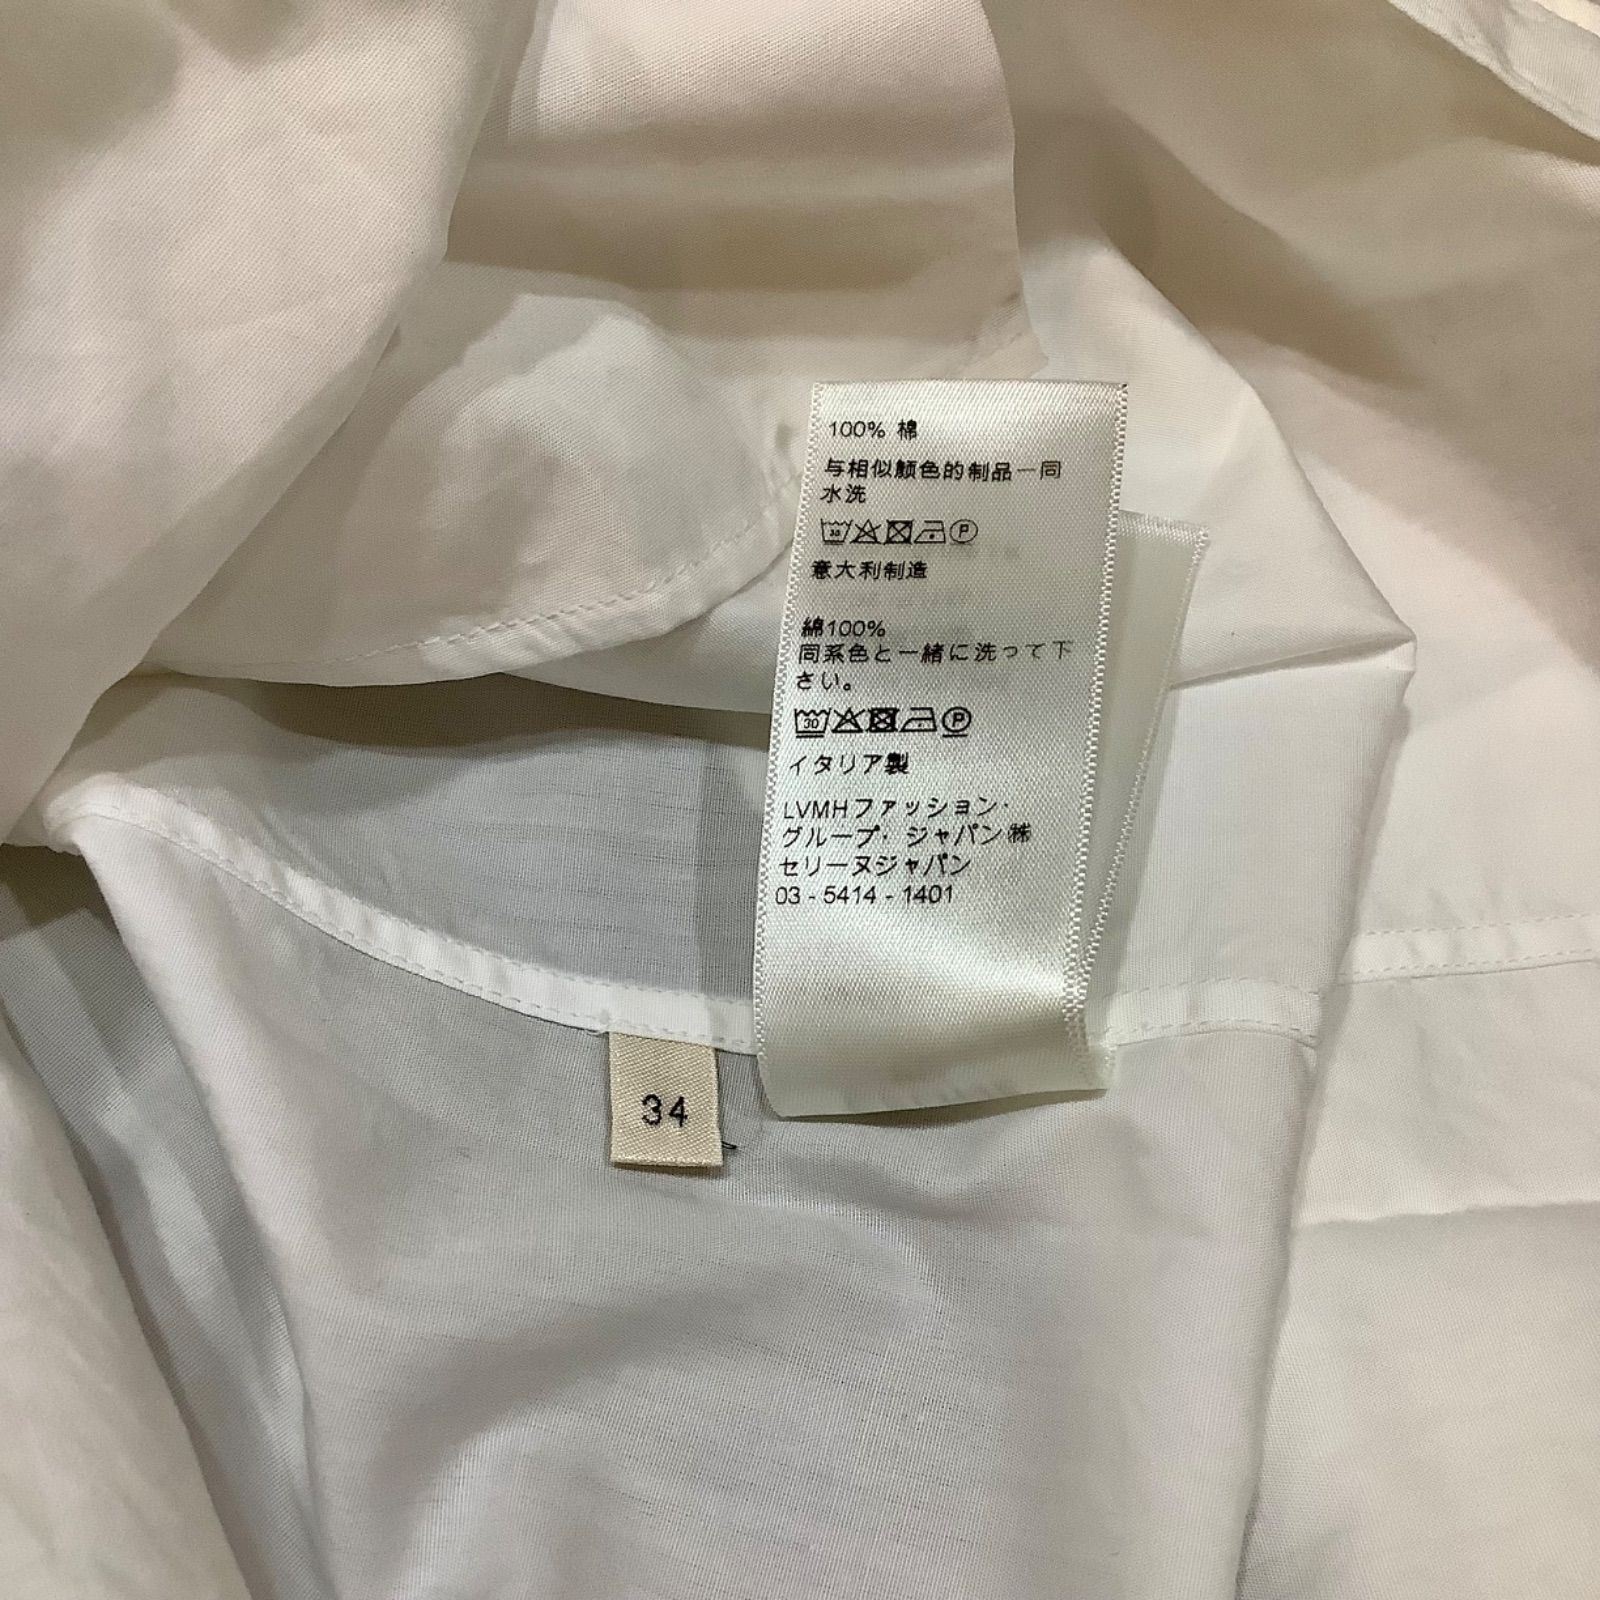 100% 棉
与相似颜色的制品一同
水洗
30 P
意大利制造
綿100%
同系色と一緒に洗って下
さい。
30 P
イタリア製
LVMHファッション・
グループ・ジャパン㈱
セリーヌジャパン
03 - 5414 - 1401
34